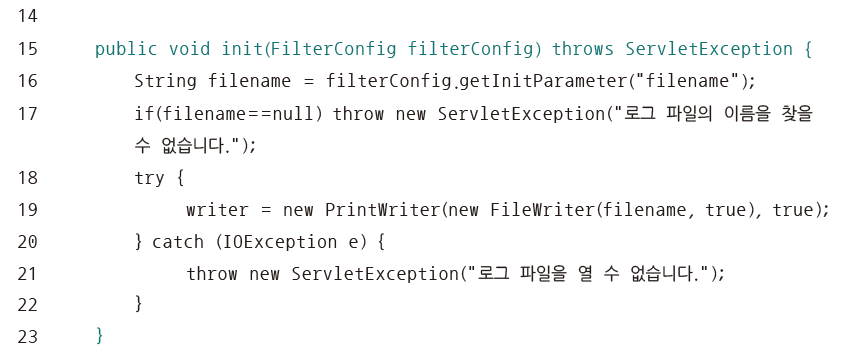 14
15 public void init(FilterConfig filterConfig) throws ServletException {
16 String filename = filterConfig.getInitParameter("filename");
17 if(filename==null) throw new ServletException("로그 파일의 이름을 찾을
수 없습니다.");
18 try {
19 writer = new PrintWriter(new FileWriter(filename, true), true);
20 } catch (IOException e) {
21 throw new ServletException("로그 파일을 열 수 없습니다.");
22 }
23 }